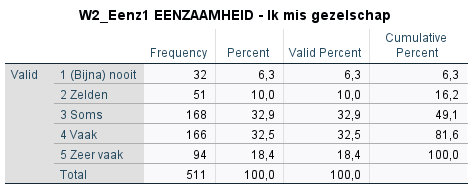 W2_Eenz1 EENZAAMHEID - Ik mis gezelschap
Frequency Percent Valid Percent Cumulative Percent
Valid 1 (Bijna) nooit 32 6,3 6,3 6,3
2 Zelden 51 10,0 10,0 16,2
3 Soms 168 32,9 32,9 49,1
4 Vaak 166 32,5 32,5 81,6
5 Zeer vaak 94 18,4 18,4 100,0
Total 511 100,0 100,0